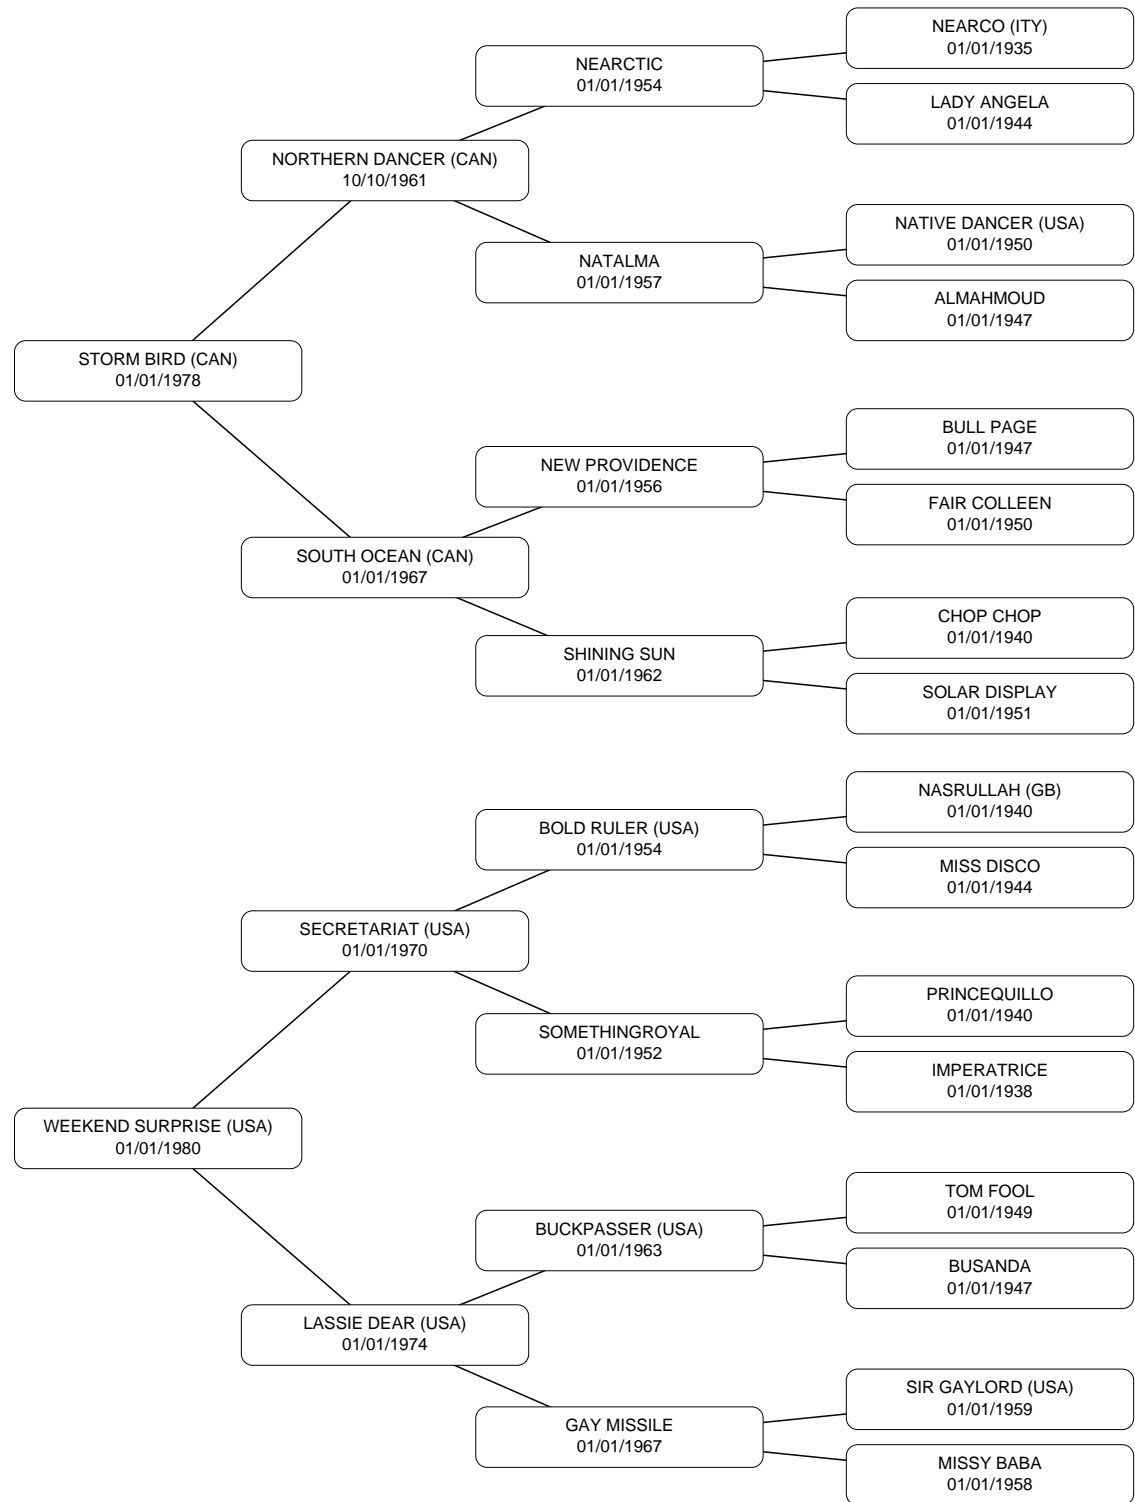 NEARCO (ITY)
01/01/1935
NEARCTIC
01/01/1954
LADY ANGELA
01/01/1944
NORTHERN DANCER (CAN)
10/10/1961
NATIVE DANCER (USA)
01/01/1950
NATALMA
01/01/1957
ALMAHMOUD
01/01/1947
STORM BIRD (CAN)
01/01/1978
BULL PAGE
01/01/1947
NEW PROVIDENCE
01/01/1956
FAIR COLLEEN
01/01/1950
SOUTH OCEAN (CAN)
01/01/1967
CHOP CHOP
01/01/1940
SHINING SUN
01/01/1962
SOLAR DISPLAY
01/01/1951
NASRULLAH (GB)
01/01/1940
BOLD RULER (USA)
01/01/1954
MISS DISCO
01/01/1944
SECRETARIAT (USA)
01/01/1970
PRINCEQUILLO
01/01/1940
SOMETHINGROYAL
01/01/1952
IMPERATRICE
01/01/1938
WEEKEND SURPRISE (USA)
01/01/1980
TOM FOOL
01/01/1949
BUCKPASSER (USA)
01/01/1963
BUSANDA
01/01/1947
LASSIE DEAR (USA)
01/01/1974
SIR GAYLORD (USA)
01/01/1959
GAY MISSILE
01/01/1967
MISSY BABA
01/01/1958